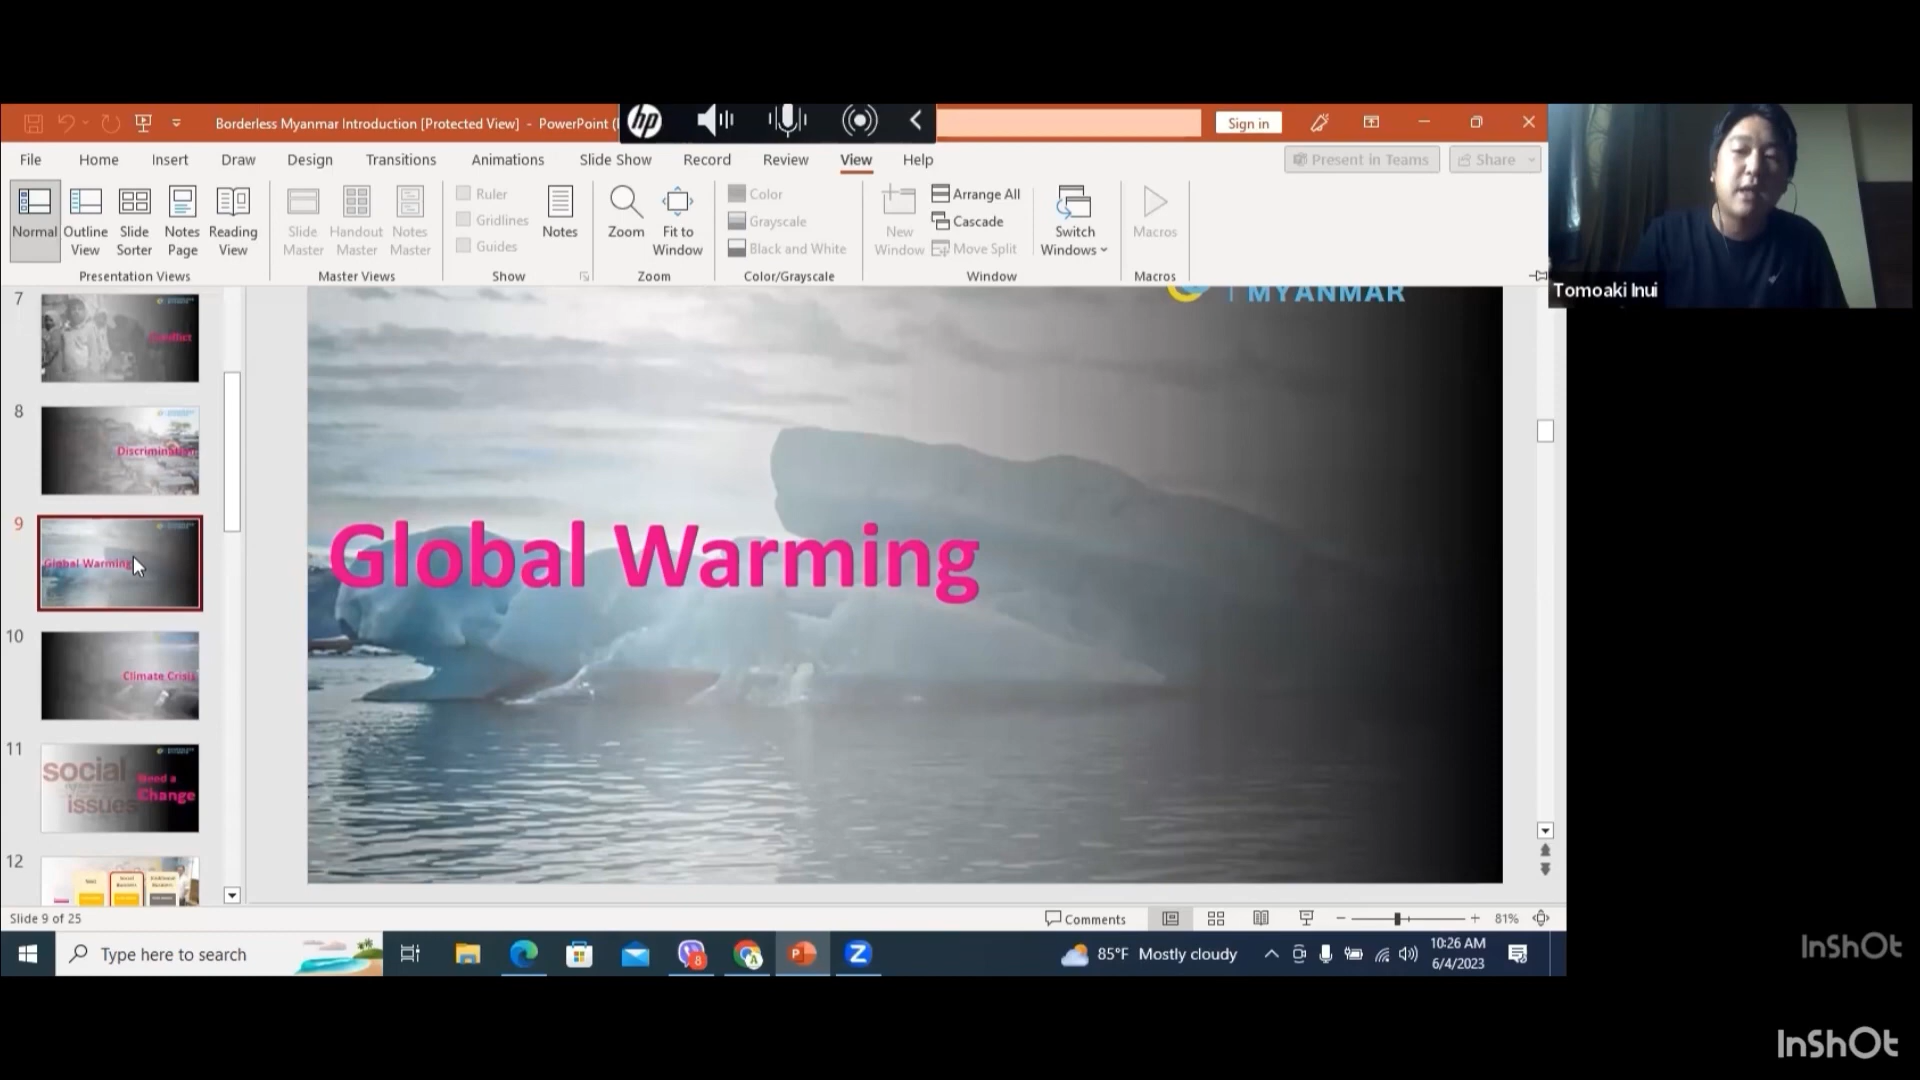 Borderless Myanmar Introduction [Protected View] - PowerPoint (
hp
Sign in
File Home Insert Draw Design Transitions Animations Slide Show Record Review View Help
Present in Teams
Share
Normal
Outline View
Slide Sorter
Notes Page
Reading View
Presentation Views
Slide Master
Handout Master
Notes Master
Master Views
Ruler
Gridlines
Guides
Show
Notes
Zoom
Fit to Window
Zoom
Color
Grayscale
Black and White
Color/Grayscale
New Window
Arrange All
Cascade
Move Split
Window
Switch Windows
Macros
Macros
Tomoaki Inui
7
8
Discrimination
9
Global Warming
10
Climate Crisis
11
social
issues
Need a
Change
12
MYANMAR
Global Warming
Slide 9 of 25
Comments
81%
Type here to search
8
85°F Mostly cloudy
10:26 AM
6/4/2023
InShOt
InShOt